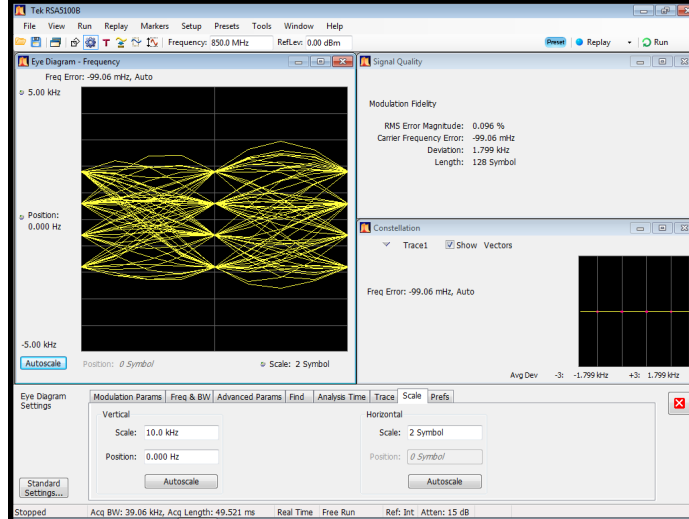 Tek RSA5100B
File View Run Replay Markers Setup Presets Tools Window Help
T Frequency: 850.0 MHz RefLev: 0.00 dBm Preset Replay Run
Eye Diagram - Frequency
Freq Error: -99.06 mHz, Auto
5.00 kHz
Position:
0.000 Hz
-5.00 kHz
Autoscale Position: 0 Symbol Scale: 2 Symbol
Signal Quality
Modulation Fidelity
RMS Error Magnitude: 0.096 %
Carrier Frequency Error: -99.06 mHz
Deviation: 1.799 kHz
Length: 128 Symbol
Constellation
Trace1 Show Vectors
Freq Error: -99.06 mHz, Auto
Avg Dev -3: -1.799 kHz +3: 1.799 kHz
Eye Diagram
Settings
Modulation Params Freq & BW Advanced Params Find Analysis Time Trace Scale Prefs
Vertical
Scale: 10.0 kHz
Position: 0.000 Hz
Autoscale
Horizontal
Scale: 2 Symbol
Position: 0 Symbol
Autoscale
Standard
Settings...
Stopped Acq BW: 39.06 kHz, Acq Length: 49.521 ms Real Time Free Run Ref: Int Atten: 15 dB